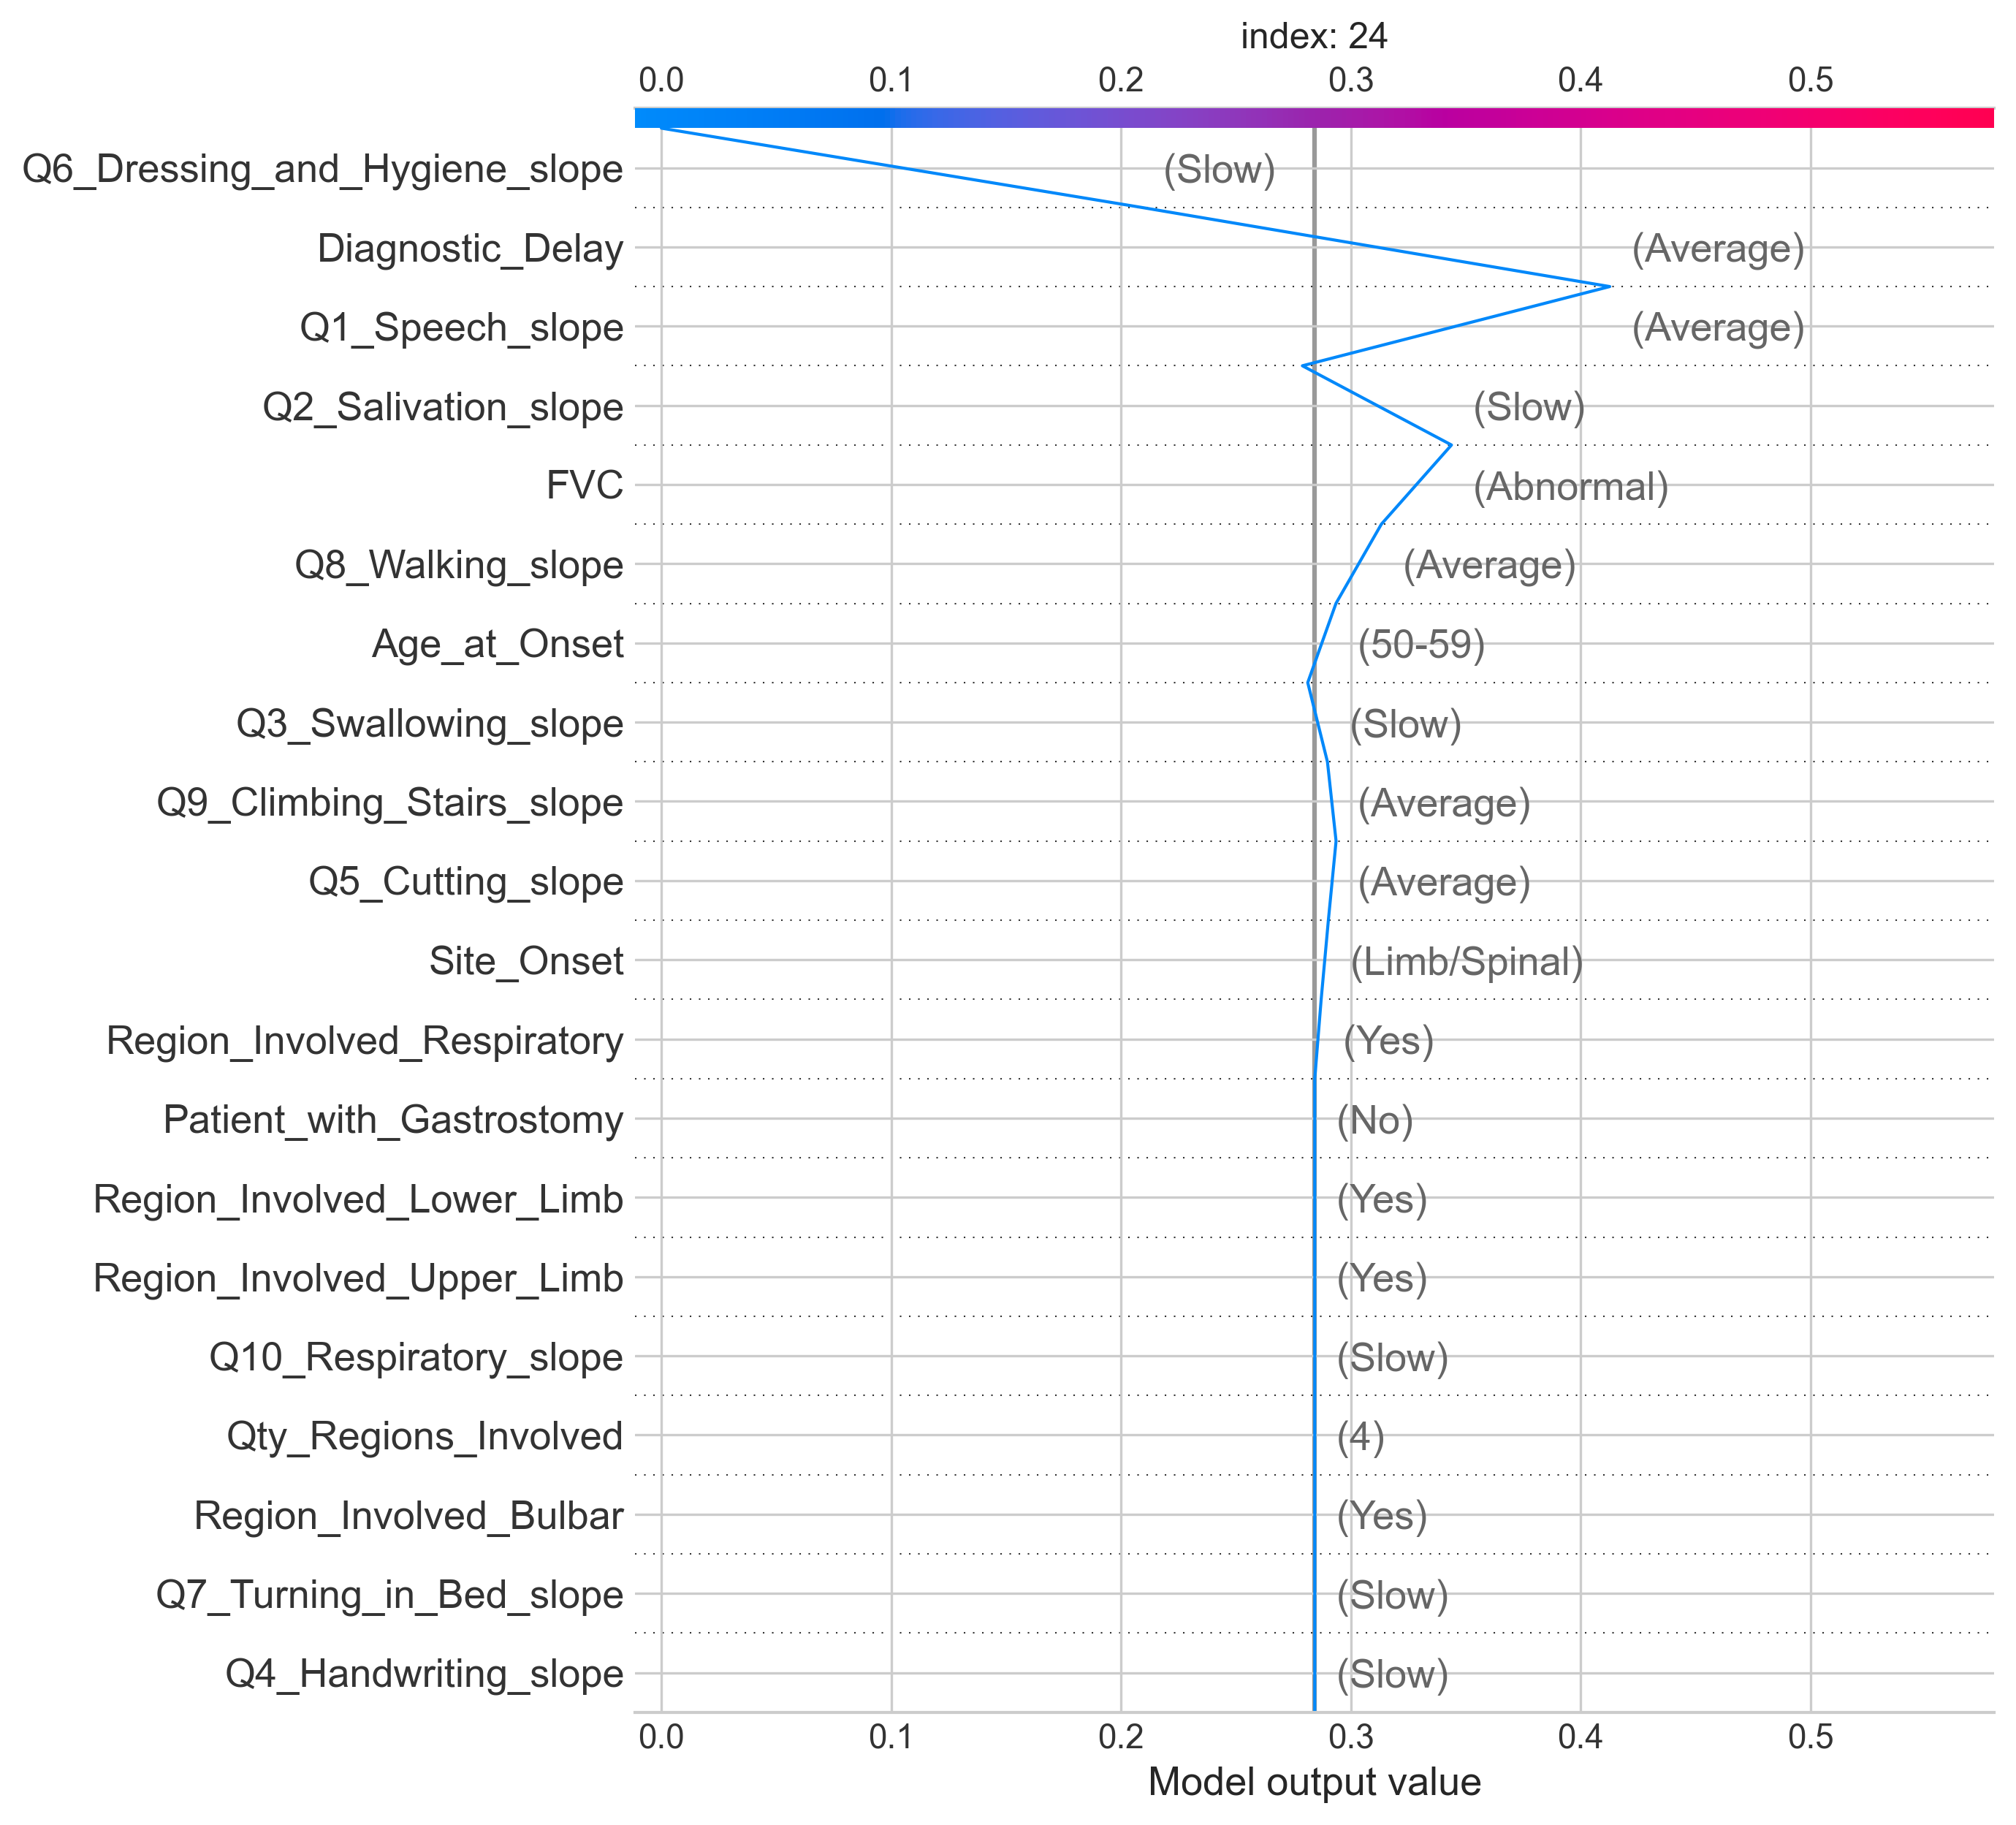 index: 24
0.0 0.1 0.2 0.3 0.4 0.5
Q6_Dressing_and_Hygiene_slope (Slow)
Diagnostic_Delay (Average)
Q1_Speech_slope (Average)
Q2_Salivation_slope (Slow)
FVC (Abnormal)
Q8_Walking_slope (Average)
Age_at_Onset (50-59)
Q3_Swallowing_slope (Slow)
Q9_Climbing_Stairs_slope (Average)
Q5_Cutting_slope (Average)
Site_Onset (Limb/Spinal)
Region_Involved_Respiratory (Yes)
Patient_with_Gastrostomy (No)
Region_Involved_Lower_Limb (Yes)
Region_Involved_Upper_Limb (Yes)
Q10_Respiratory_slope (Slow)
Qty_Regions_Involved (4)
Region_Involved_Bulbar (Yes)
Q7_Turning_in_Bed_slope (Slow)
Q4_Handwriting_slope (Slow)
0.0 0.1 0.2 0.3 0.4 0.5
Model output value